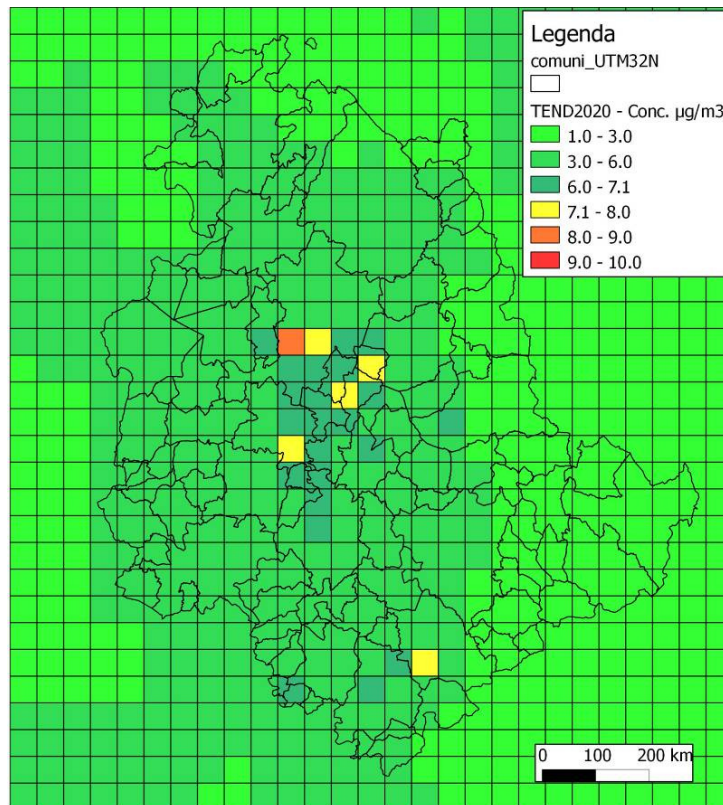 Legenda
comuni_UTM32N
TEND2020 - Conc. µg/m3
1.0 - 3.0
3.0 - 6.0
6.0 - 7.1
7.1 - 8.0
8.0 - 9.0
9.0 - 10.0
0 100 200 km